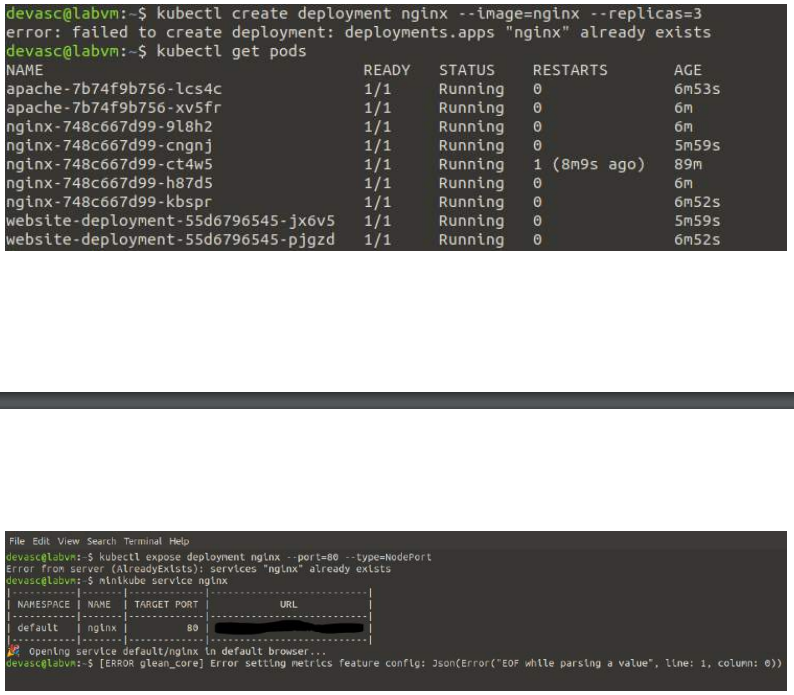 devasc@labvm:~$ kubectl create deployment nginx --image=nginx --replicas=3
error: failed to create deployment: deployments.apps "nginx" already exists
devasc@labvm:~$ kubectl get pods
NAME READY STATUS RESTARTS AGE
apache-7b74f9b756-lcs4c 1/1 Running 0 6m53s
apache-7b74f9b756-xv5fr 1/1 Running 0 6m
nginx-748c667d99-9l8h2 1/1 Running 0 6m
nginx-748c667d99-cngnj 1/1 Running 0 5m59s
nginx-748c667d99-ct4w5 1/1 Running 1 (8m9s ago) 89m
nginx-748c667d99-h87d5 1/1 Running 0 6m
nginx-748c667d99-kbspr 1/1 Running 0 6m52s
website-deployment-55d6796545-jx6v5 1/1 Running 0 5m59s
website-deployment-55d6796545-pjgzd 1/1 Running 0 6m52s
File Edit View Search Terminal Help
devasc@labvm:~$ kubectl expose deployment nginx --port=80 --type=NodePort
Error from server (AlreadyExists): services "nginx" already exists
devasc@labvm:~$ minikube service nginx
|-----------|-------|-------------|---------------------------|
| NAMESPACE | NAME | TARGET PORT | URL |
|-----------|-------|-------------|---------------------------|
| default | nginx | 80 | |
|-----------|-------|-------------|---------------------------|
🎉 Opening service default/nginx in default browser...
devasc@labvm:~$ [ERROR glean_core] Error setting metrics feature config: Json(Error("EOF while parsing a value", line: 1, column: 0))